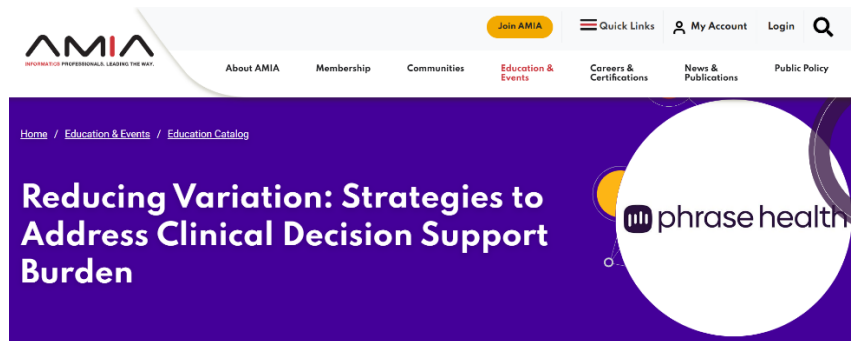 Join AMIA
Quick Links
My Account
Login
AMIA
INFORMATICS PROFESSIONALS. LEADING THE WAY.
About AMIA
Membership
Communities
Education &
Events
Careers &
Certifications
News &
Publications
Public Policy
Home / Education & Events / Education Catalog
Reducing Variation: Strategies to
Address Clinical Decision Support
Burden
phrase health